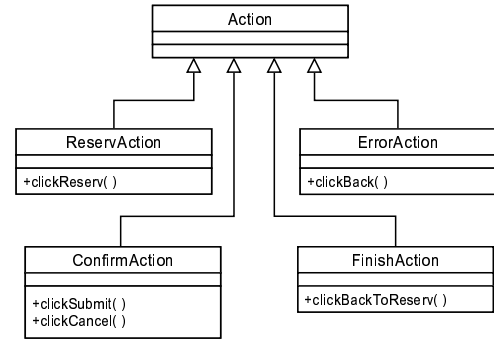 Action
ReservAction
+clickReserv( )
ErrorAction
+clickBack( )
ConfirmAction
+clickSubmit( )
+clickCancel( )
FinishAction
+clickBackToReserv( )